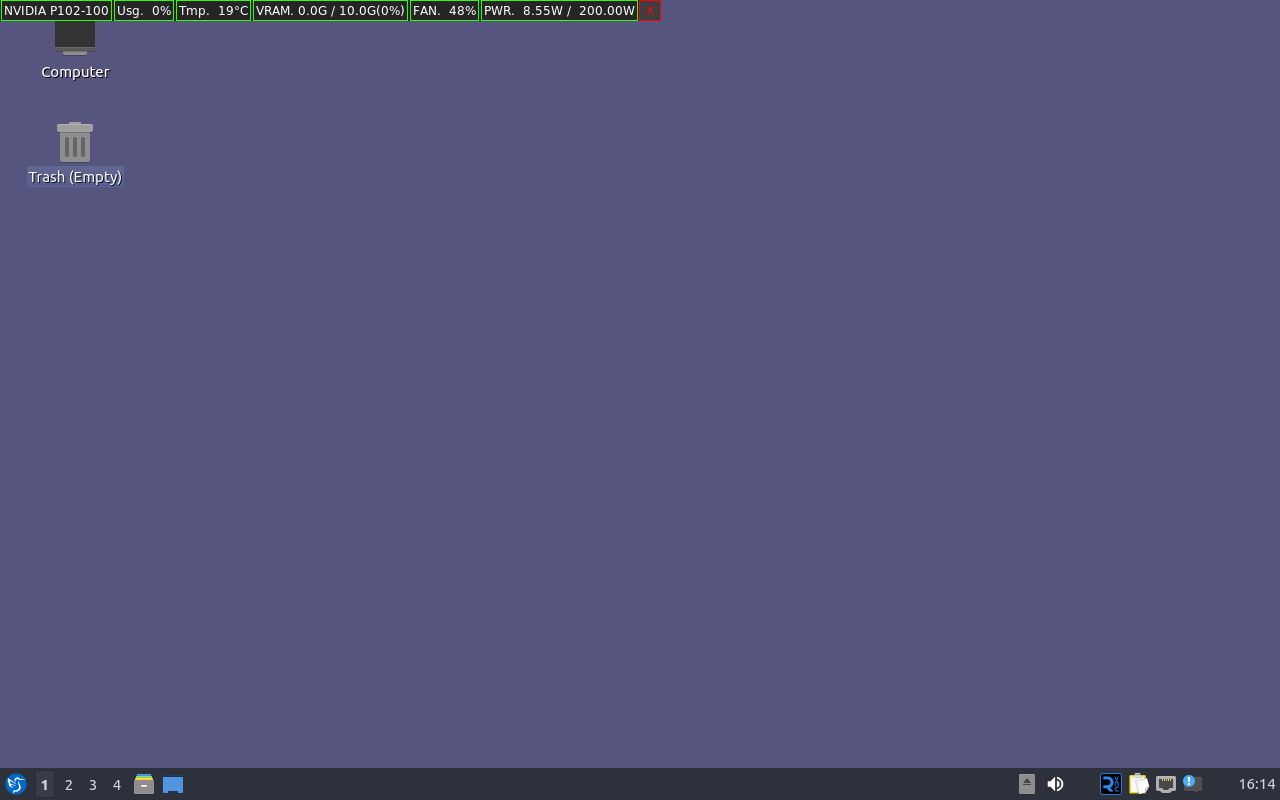 NVIDIA P102-100 Usg. 0% Tmp. 19°C VRAM. 0.0G / 10.0G(0%) FAN. 48% PWR. 8.55W / 200.00W X
Computer
Trash (Empty)
1 2 3 4 16:14